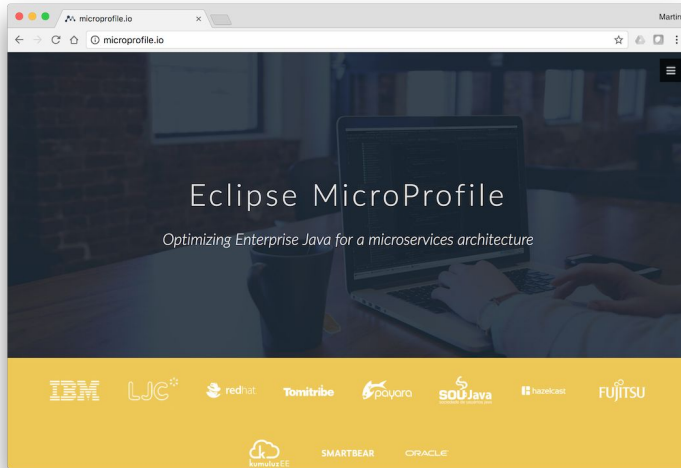 microprofile.io
Martin
microprofile.io
Eclipse MicroProfile
Optimizing Enterprise Java for a microservices architecture
IBM LJC redhat Tomitribe payara SOUJava hazelcast FUJITSU
kumuluzEE SMARTBEAR ORACLE